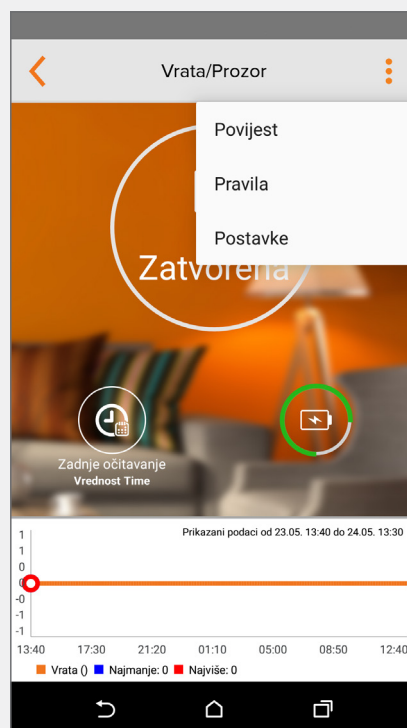 Vrata/Prozor
Povijest
Pravila
Postavke
Zatvorena
Zadnje očitavanje
Vrednost Time
Prikazani podaci od 23.05. 13:40 do 24.05. 13:30
1
1
0
0
-0
-1
-1
13:40 17:30 21:20 01:10 05:00 08:50 12:40
Vrata () Najmanje: 0 Najviše: 0